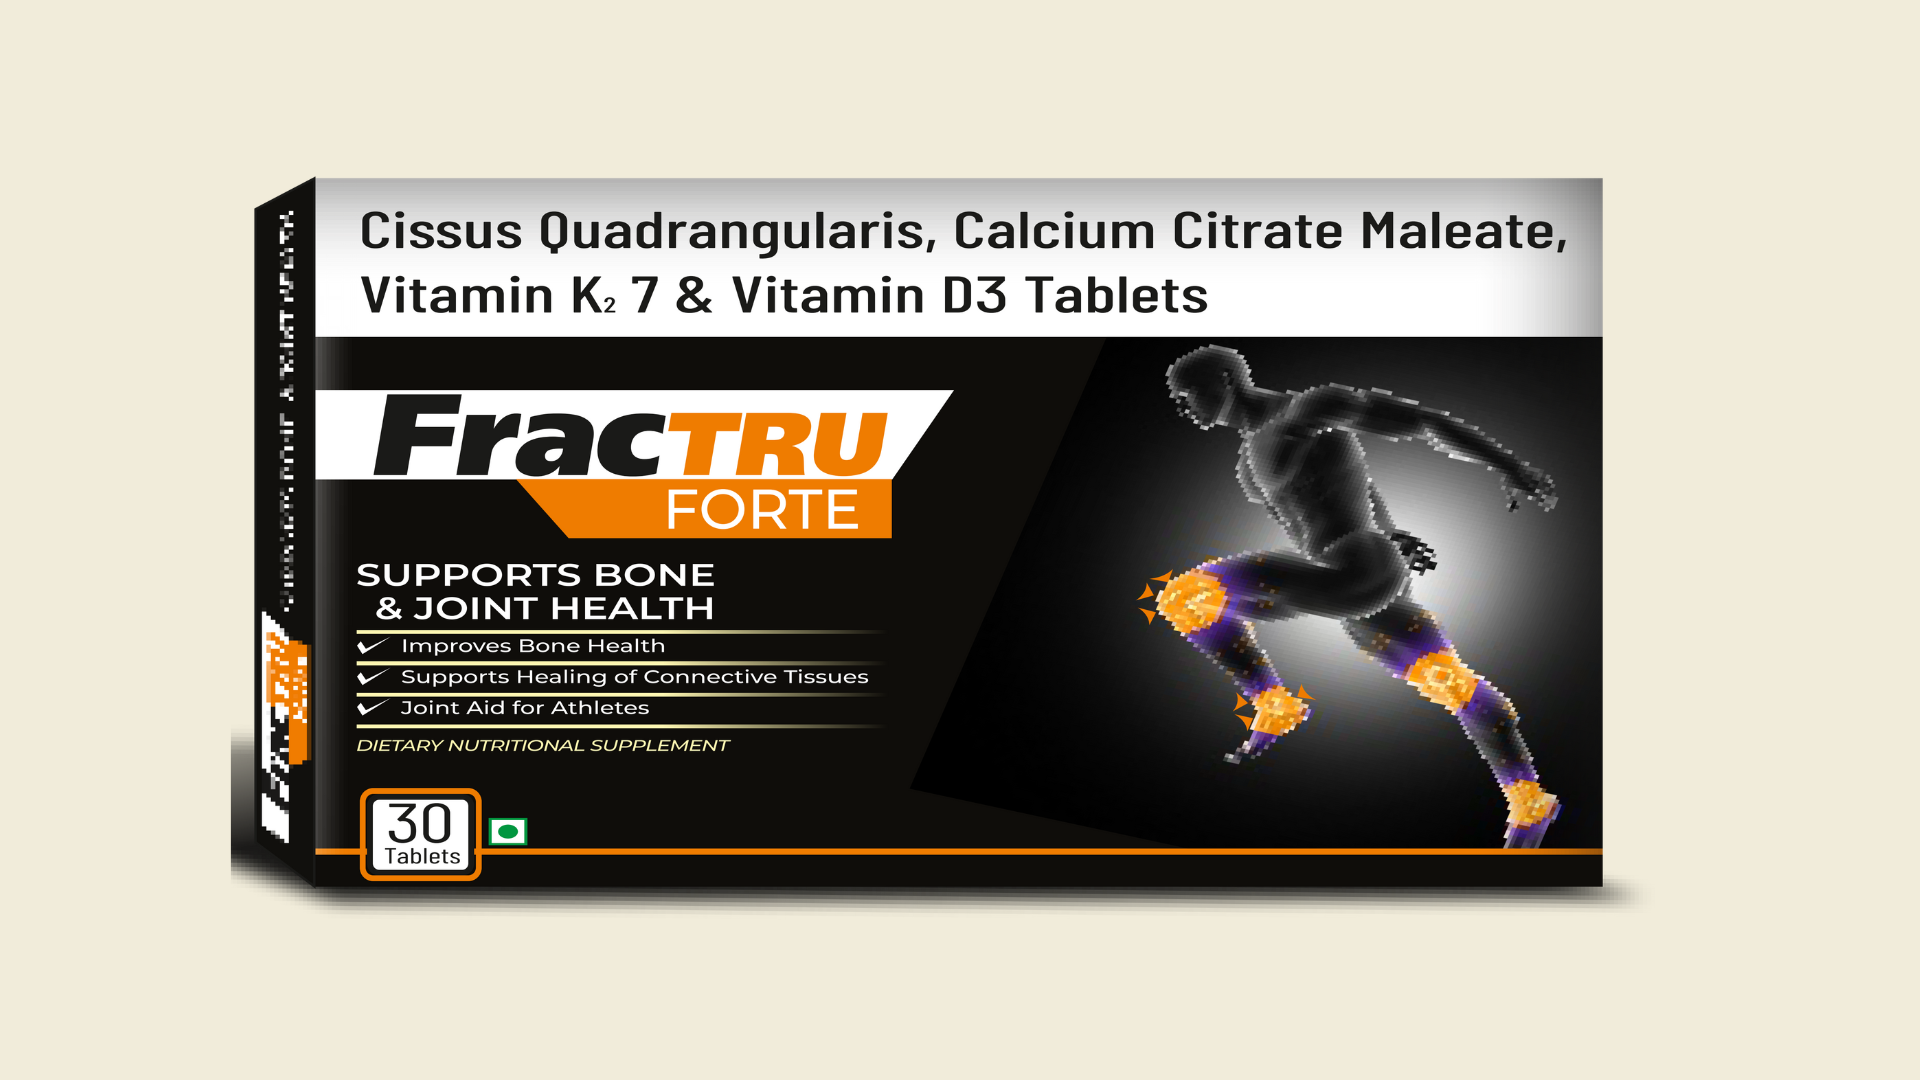 Cissus Quadrangularis, Calcium Citrate Maleate,
Vitamin K₂ 7 & Vitamin D3 Tablets
FracTRU
FORTE
SUPPORTS BONE
& JOINT HEALTH
Improves Bone Health
Supports Healing of Connective Tissues
Joint Aid for Athletes
DIETARY NUTRITIONAL SUPPLEMENT
30
Tablets